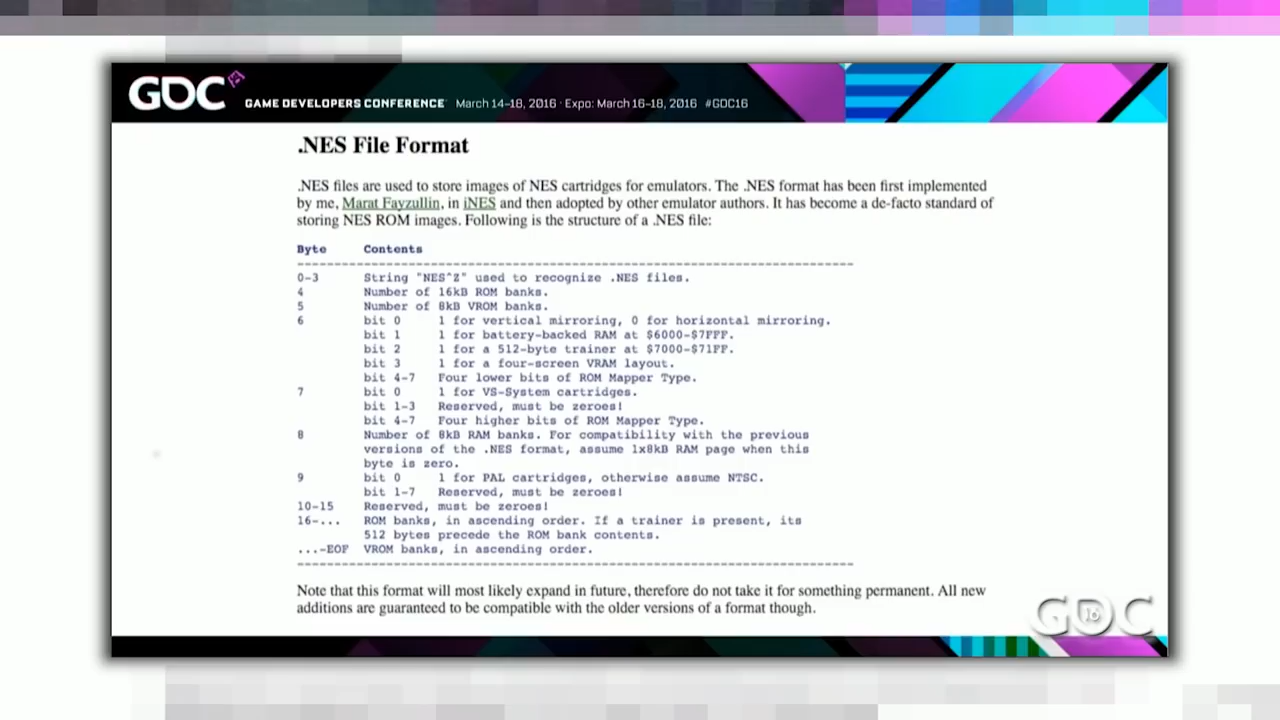 GDC
GAME DEVELOPERS CONFERENCE March 14-18, 2016 · Expo: March 16-18, 2016 #GDC16
.NES File Format
.NES files are used to store images of NES cartridges for emulators. The .NES format has been first implemented
by me, Marat Fayzullin, in iNES and then adopted by other emulator authors. It has become a de-facto standard of
storing NES ROM images. Following is the structure of a .NES file:
Byte Contents
---------------------------------------------------------------------------
0-3 String "NES^Z" used to recognize .NES files.
4 Number of 16kB ROM banks.
5 Number of 8kB VROM banks.
6 bit 0 1 for vertical mirroring, 0 for horizontal mirroring.
bit 1 1 for battery-backed RAM at $6000-$7FFF.
bit 2 1 for a 512-byte trainer at $7000-$71FF.
bit 3 1 for a four-screen VRAM layout.
bit 4-7 Four lower bits of ROM Mapper Type.
7 bit 0 1 for VS-System cartridges.
bit 1-3 Reserved, must be zeroes!
bit 4-7 Four higher bits of ROM Mapper Type.
8 Number of 8kB RAM banks. For compatibility with the previous
versions of the .NES format, assume 1x8kB RAM page when this
byte is zero.
9 bit 0 1 for PAL cartridges, otherwise assume NTSC.
bit 1-7 Reserved, must be zeroes!
10-15 Reserved, must be zeroes!
16-... ROM banks, in ascending order. If a trainer is present, its
512 bytes precede the ROM bank contents.
...-EOF VROM banks, in ascending order.
---------------------------------------------------------------------------
Note that this format will most likely expand in future, therefore do not take it for something permanent. All new
additions are guaranteed to be compatible with the older versions of a format though.
GDC 16